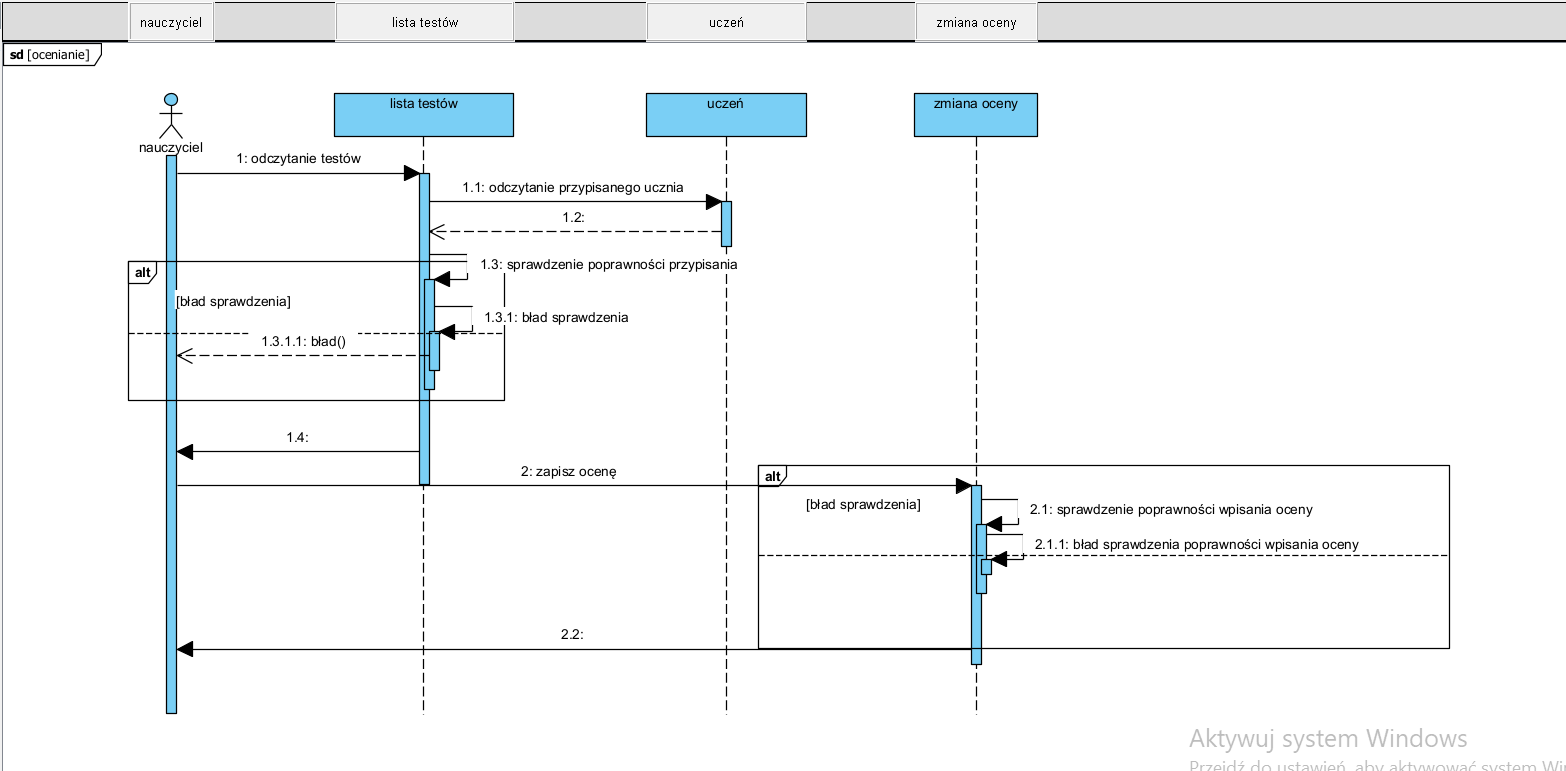 nauczyciel
lista testów
uczeń
zmiana oceny
sd [ocenianie]
lista testów
uczeń
zmiana oceny
nauczyciel
1: odczytanie testów
1.1: odczytanie przypisanego ucznia
1.2:
1.3: sprawdzenie poprawności przypisania
alt
[bład sprawdzenia]
1.3.1: bład sprawdzenia
1.3.1.1: bład()
1.4:
2: zapisz ocenę
alt
[bład sprawdzenia]
2.1: sprawdzenie poprawności wpisania oceny
2.1.1: bład sprawdzenia poprawności wpisania oceny
2.2:
Aktywuj system Windows
Przejdź do ustawień, aby aktywować system Win